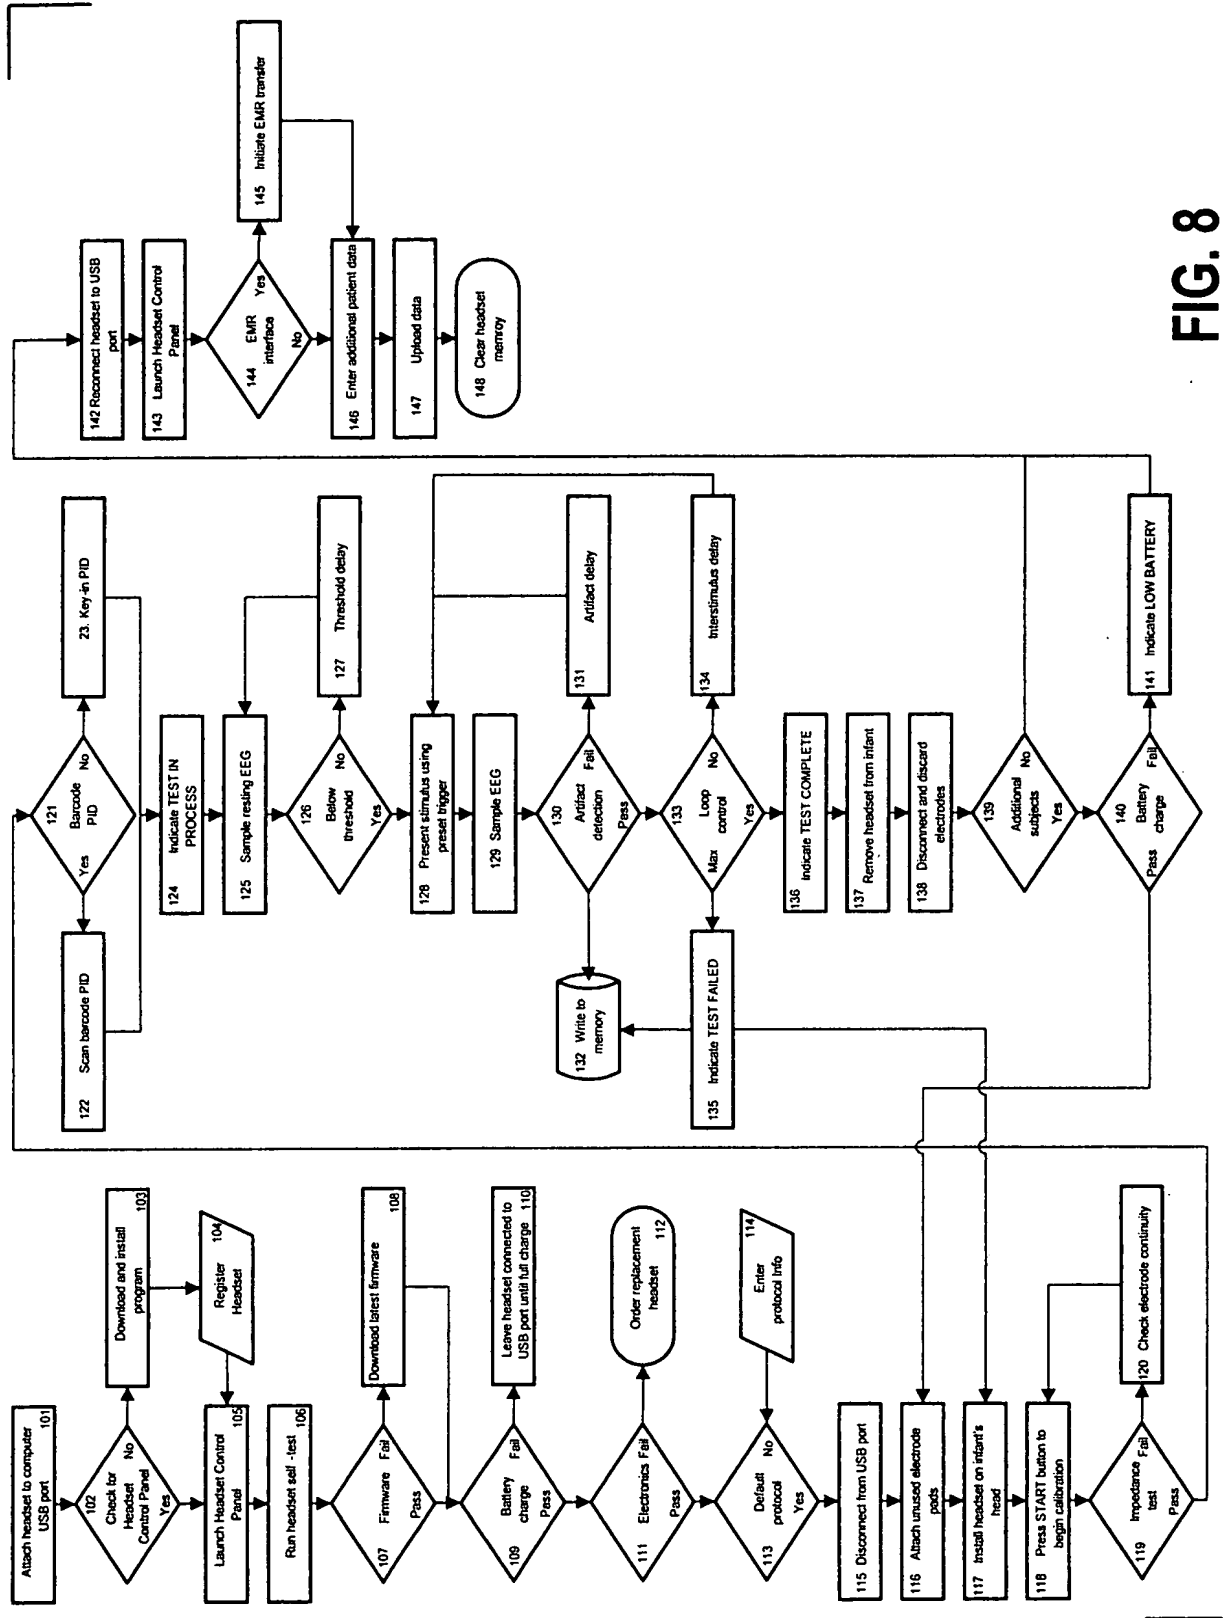 Attach headset to computer
USB port
101
102
Check for
Headset
Control Panel
No
Yes
Download and install
program
103
104
Register
Headset
Launch Headset Control
Panel
105
Run headset self -test
106
107
Firmware
Fail
Pass
Download latest firmware
108
109
Battery
charge
Fail
Pass
Leave headset connected to
USB port until full charge
110
111
Electronics
Fail
Pass
Order replacement
headset
112
113
Default
protocol
No
Yes
114
Enter
protocol Info
115 Disconnect from USB port
116 Attach unused electrode
pods
117 Install headset on infant's
head
118 Press START button to
begin calibration
119
Impedance
test
Fail
Pass
120 Check electrode continuity
121
Barcode
PID
Yes
No
122 Scan barcode PID
23. Key-in PID
124 Indicate TEST IN
PROCESS
125 Sample resting EEG
126
Below
threshold
No
Yes
127 Threshold delay
128 Present stimulus using
preset trigger
129 Sample EEG
130
Artifact
detection
Fail
Pass
131 Artifact delay
132 Write to
memory
133
Loop
control
Max
No
Yes
134 Interstimulus delay
135 Indicate TEST FAILED
136 Indicate TEST COMPLETE
137 Remove headset from infant
138 Disconnect and discard
electrodes
139
Additional
subjects
No
Yes
140
Battery
charge
Pass
Fail
141 Indicate LOW BATTERY
142 Reconnect headset to USB
port
143 Launch Headset Control
Panel
144 EMR
interface
Yes
No
145 Initiate EMR transfer
146 Enter additional patient data
147 Upload data
148 Clear headset
memroy
FIG. 8